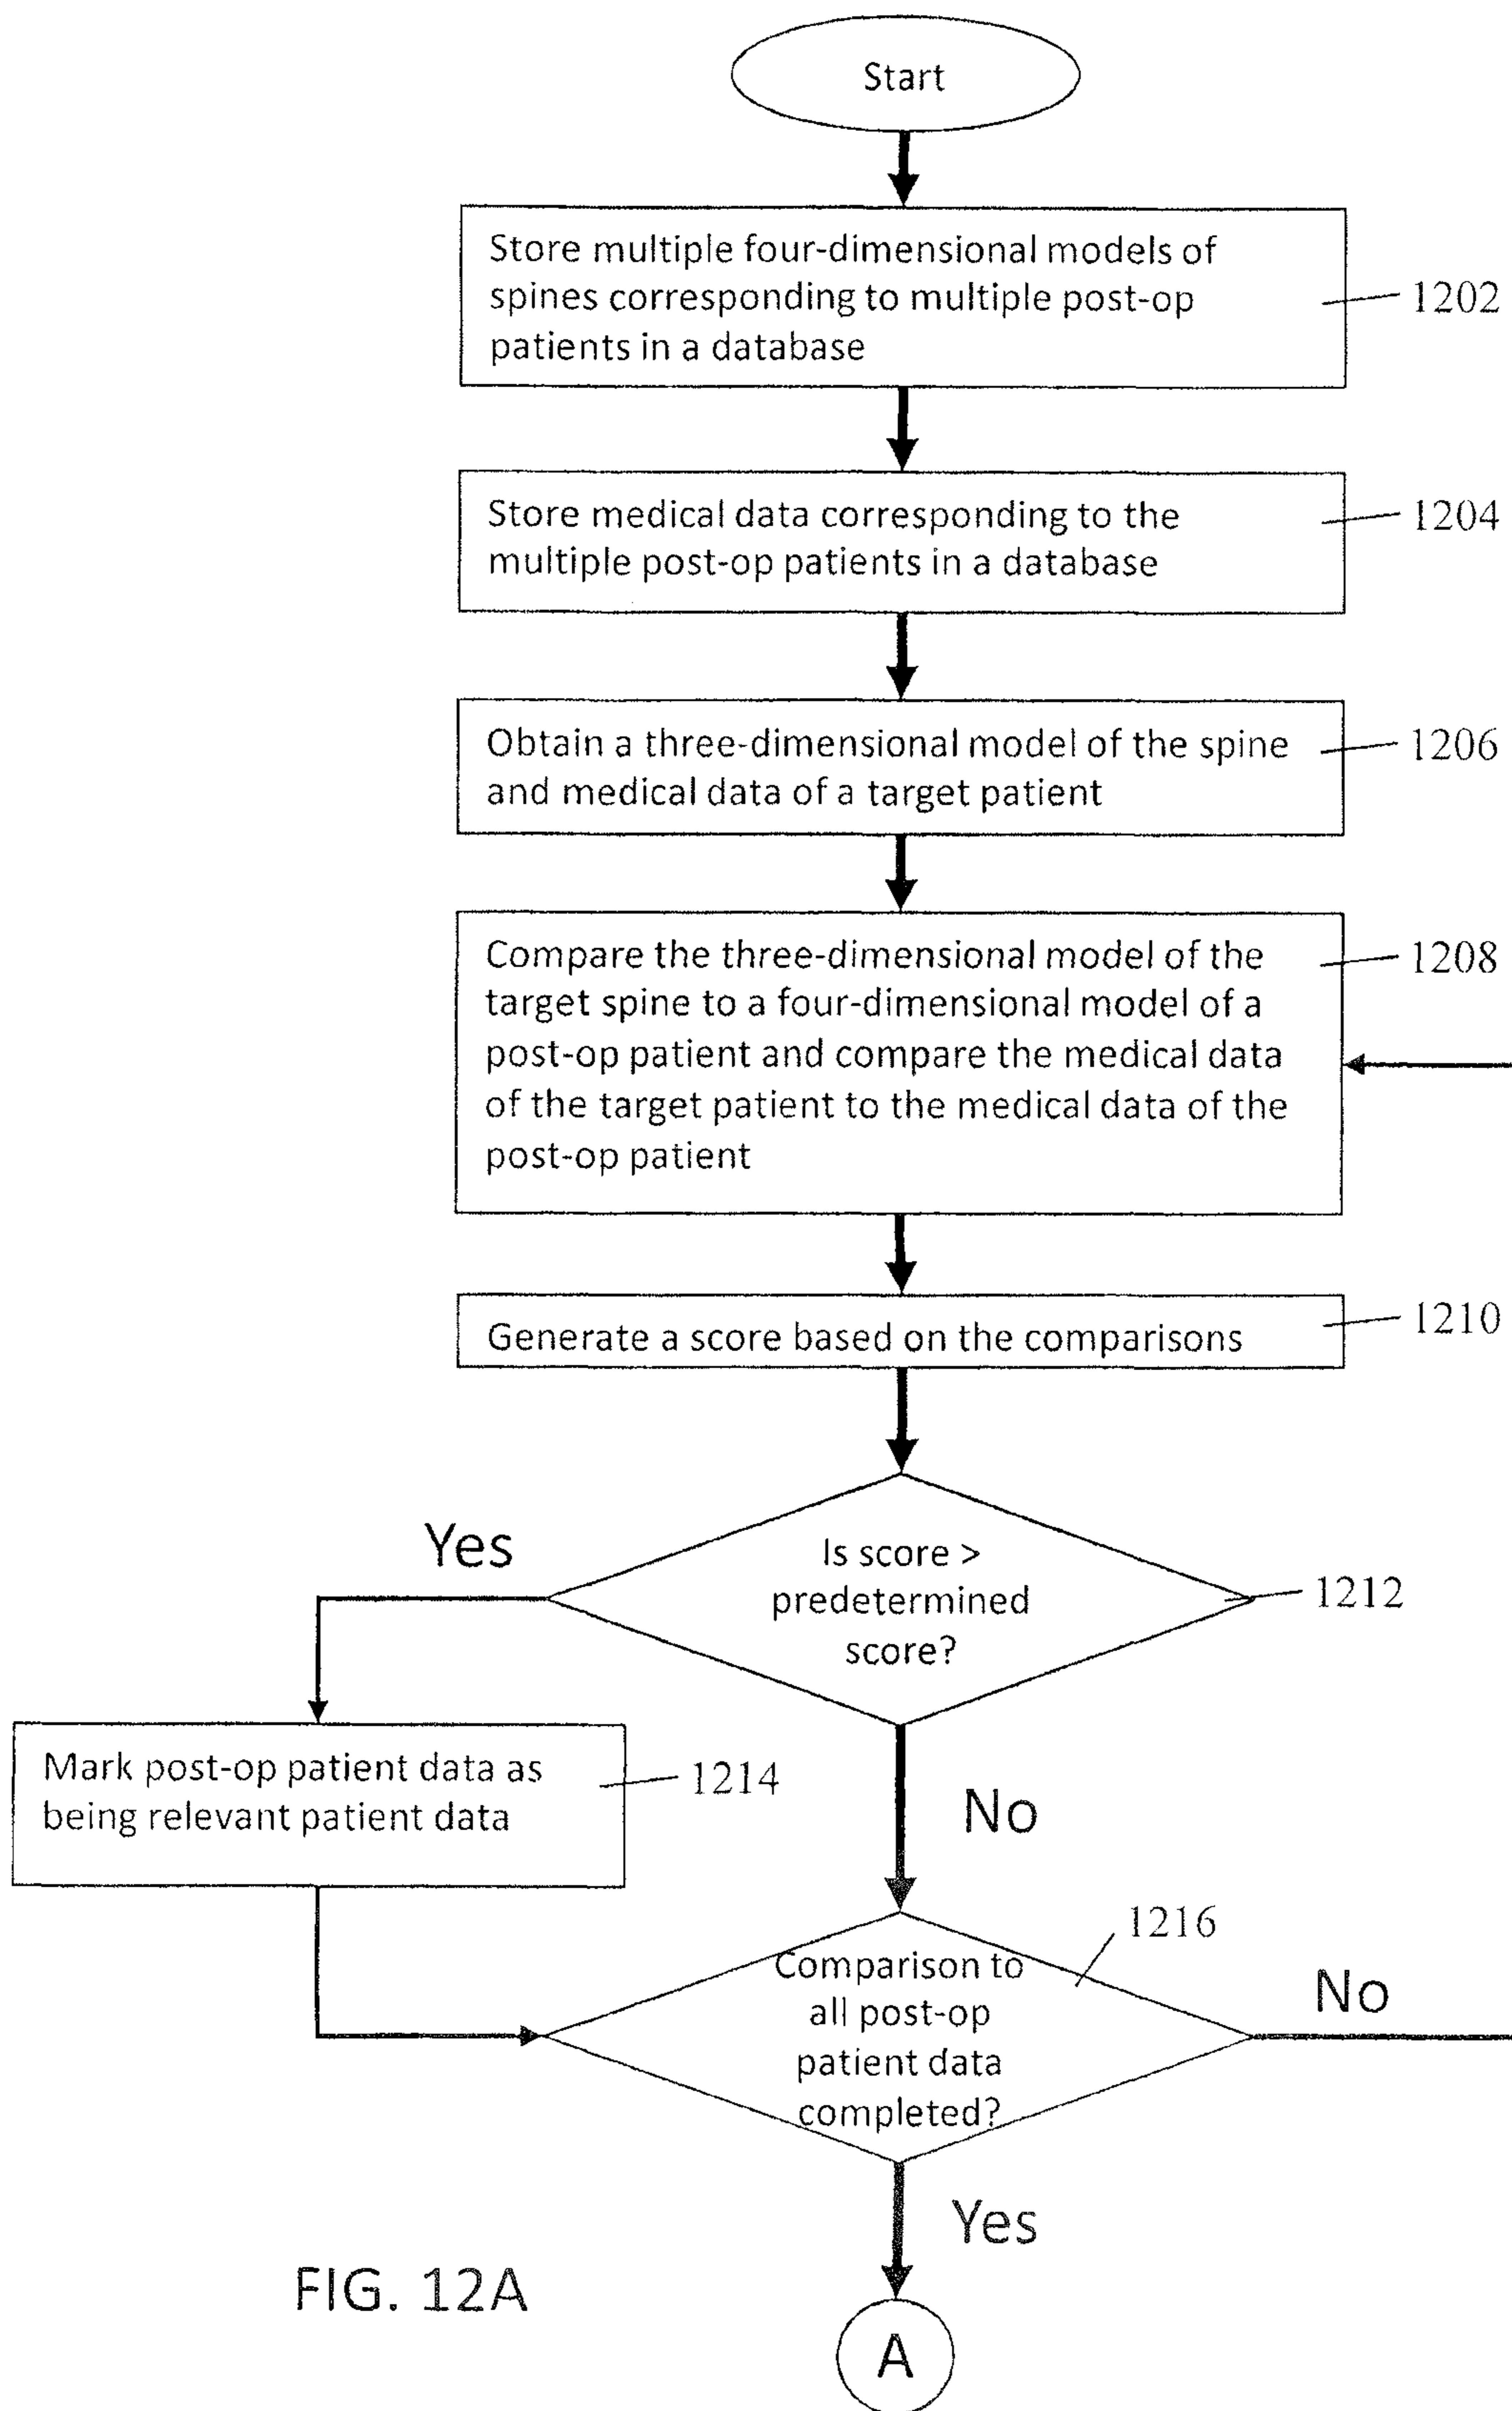 Start
Store multiple four-dimensional models of
spines corresponding to multiple post-op
patients in a database
1202
Store medical data corresponding to the
multiple post-op patients in a database
1204
Obtain a three-dimensional model of the spine
and medical data of a target patient
1206
Compare the three-dimensional model of the
target spine to a four-dimensional model of a
post-op patient and compare the medical data
of the target patient to the medical data of the
post-op patient
1208
Generate a score based on the comparisons
1210
Is score >
predetermined
score?
1212
Yes
Mark post-op patient data as
being relevant patient data
1214
No
Comparison to
all post-op
patient data
completed?
1216
No
Yes
A
FIG. 12A